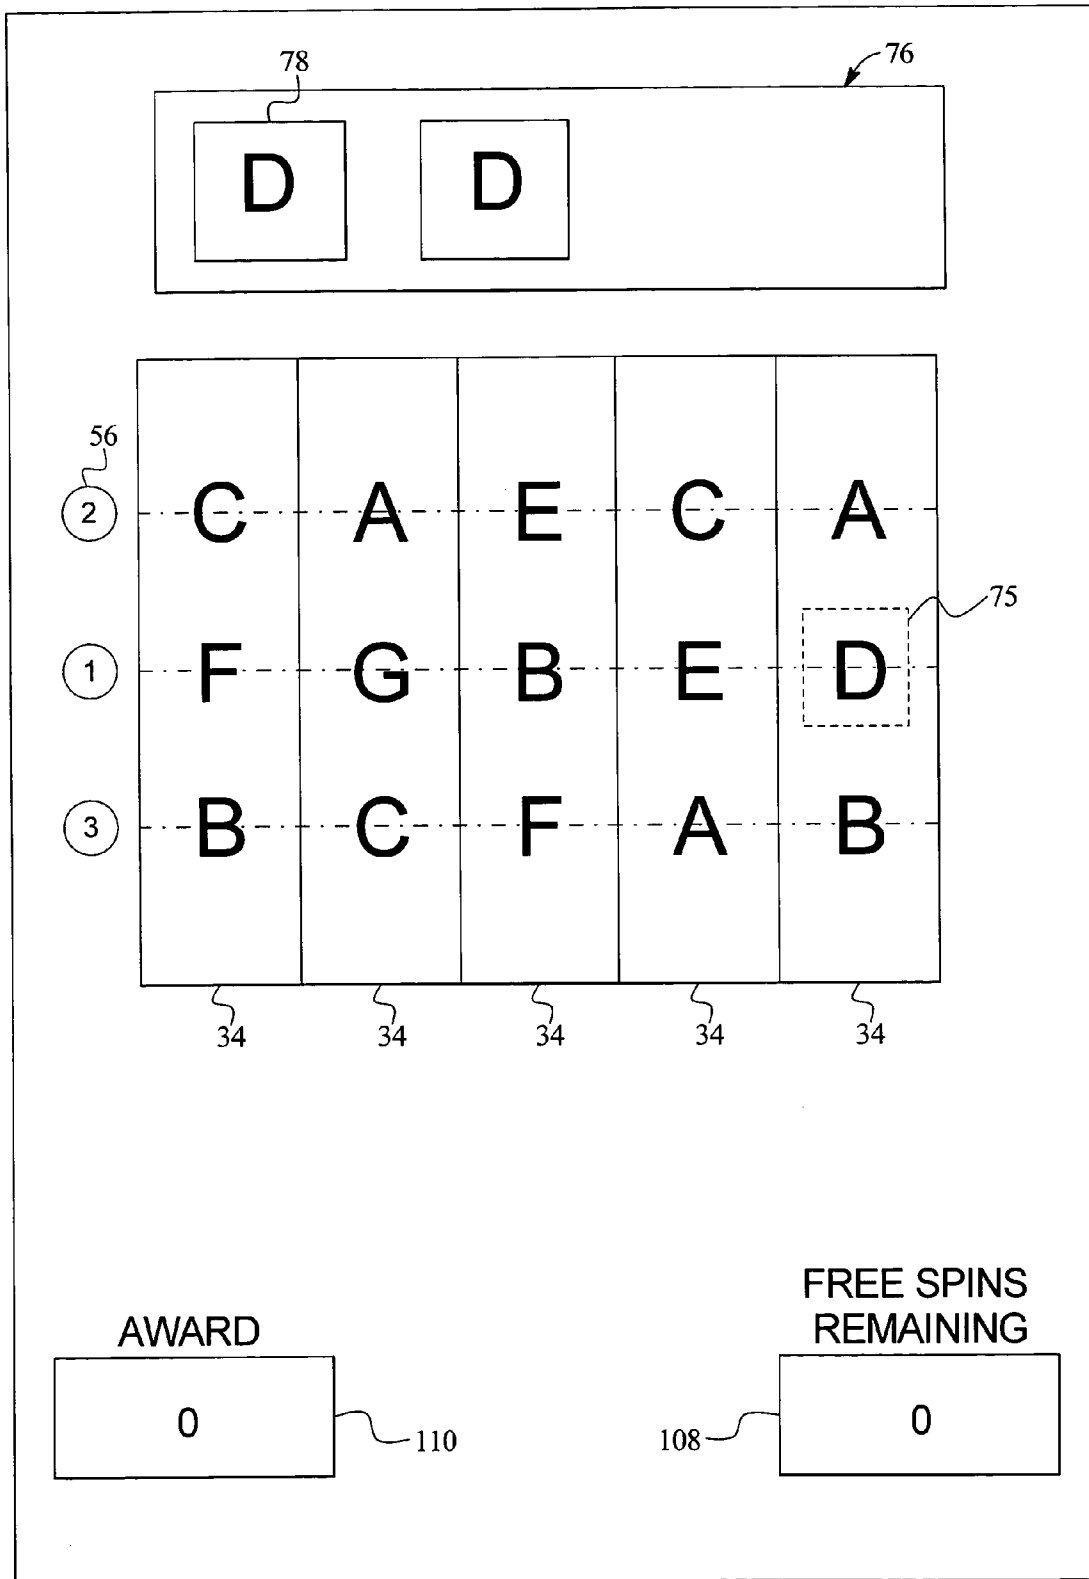 78
76
D D
56
2 C A E C A
75
1 F G B E D
3 B C F A B
34 34 34 34 34
FREE SPINS
REMAINING
AWARD
0
110
108
0